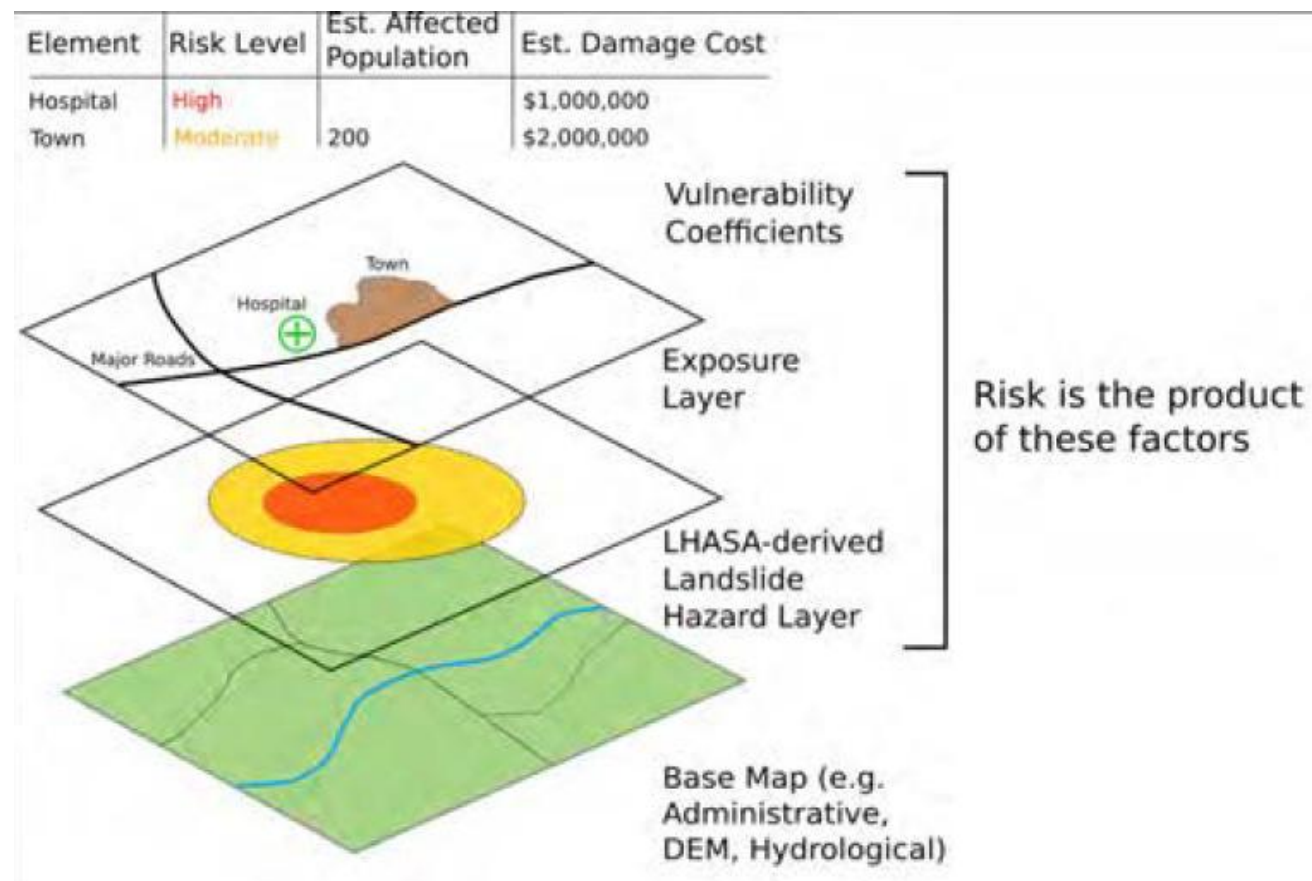 Element Risk Level Est. Affected Population Est. Damage Cost
Hospital High $1,000,000
Town Moderate 200 $2,000,000
Vulnerability
Coefficients
Town
Hospital
Major Roads
Exposure
Layer
Risk is the product
of these factors
LHASA-derived
Landslide
Hazard Layer
Base Map (e.g.
Administrative,
DEM, Hydrological)